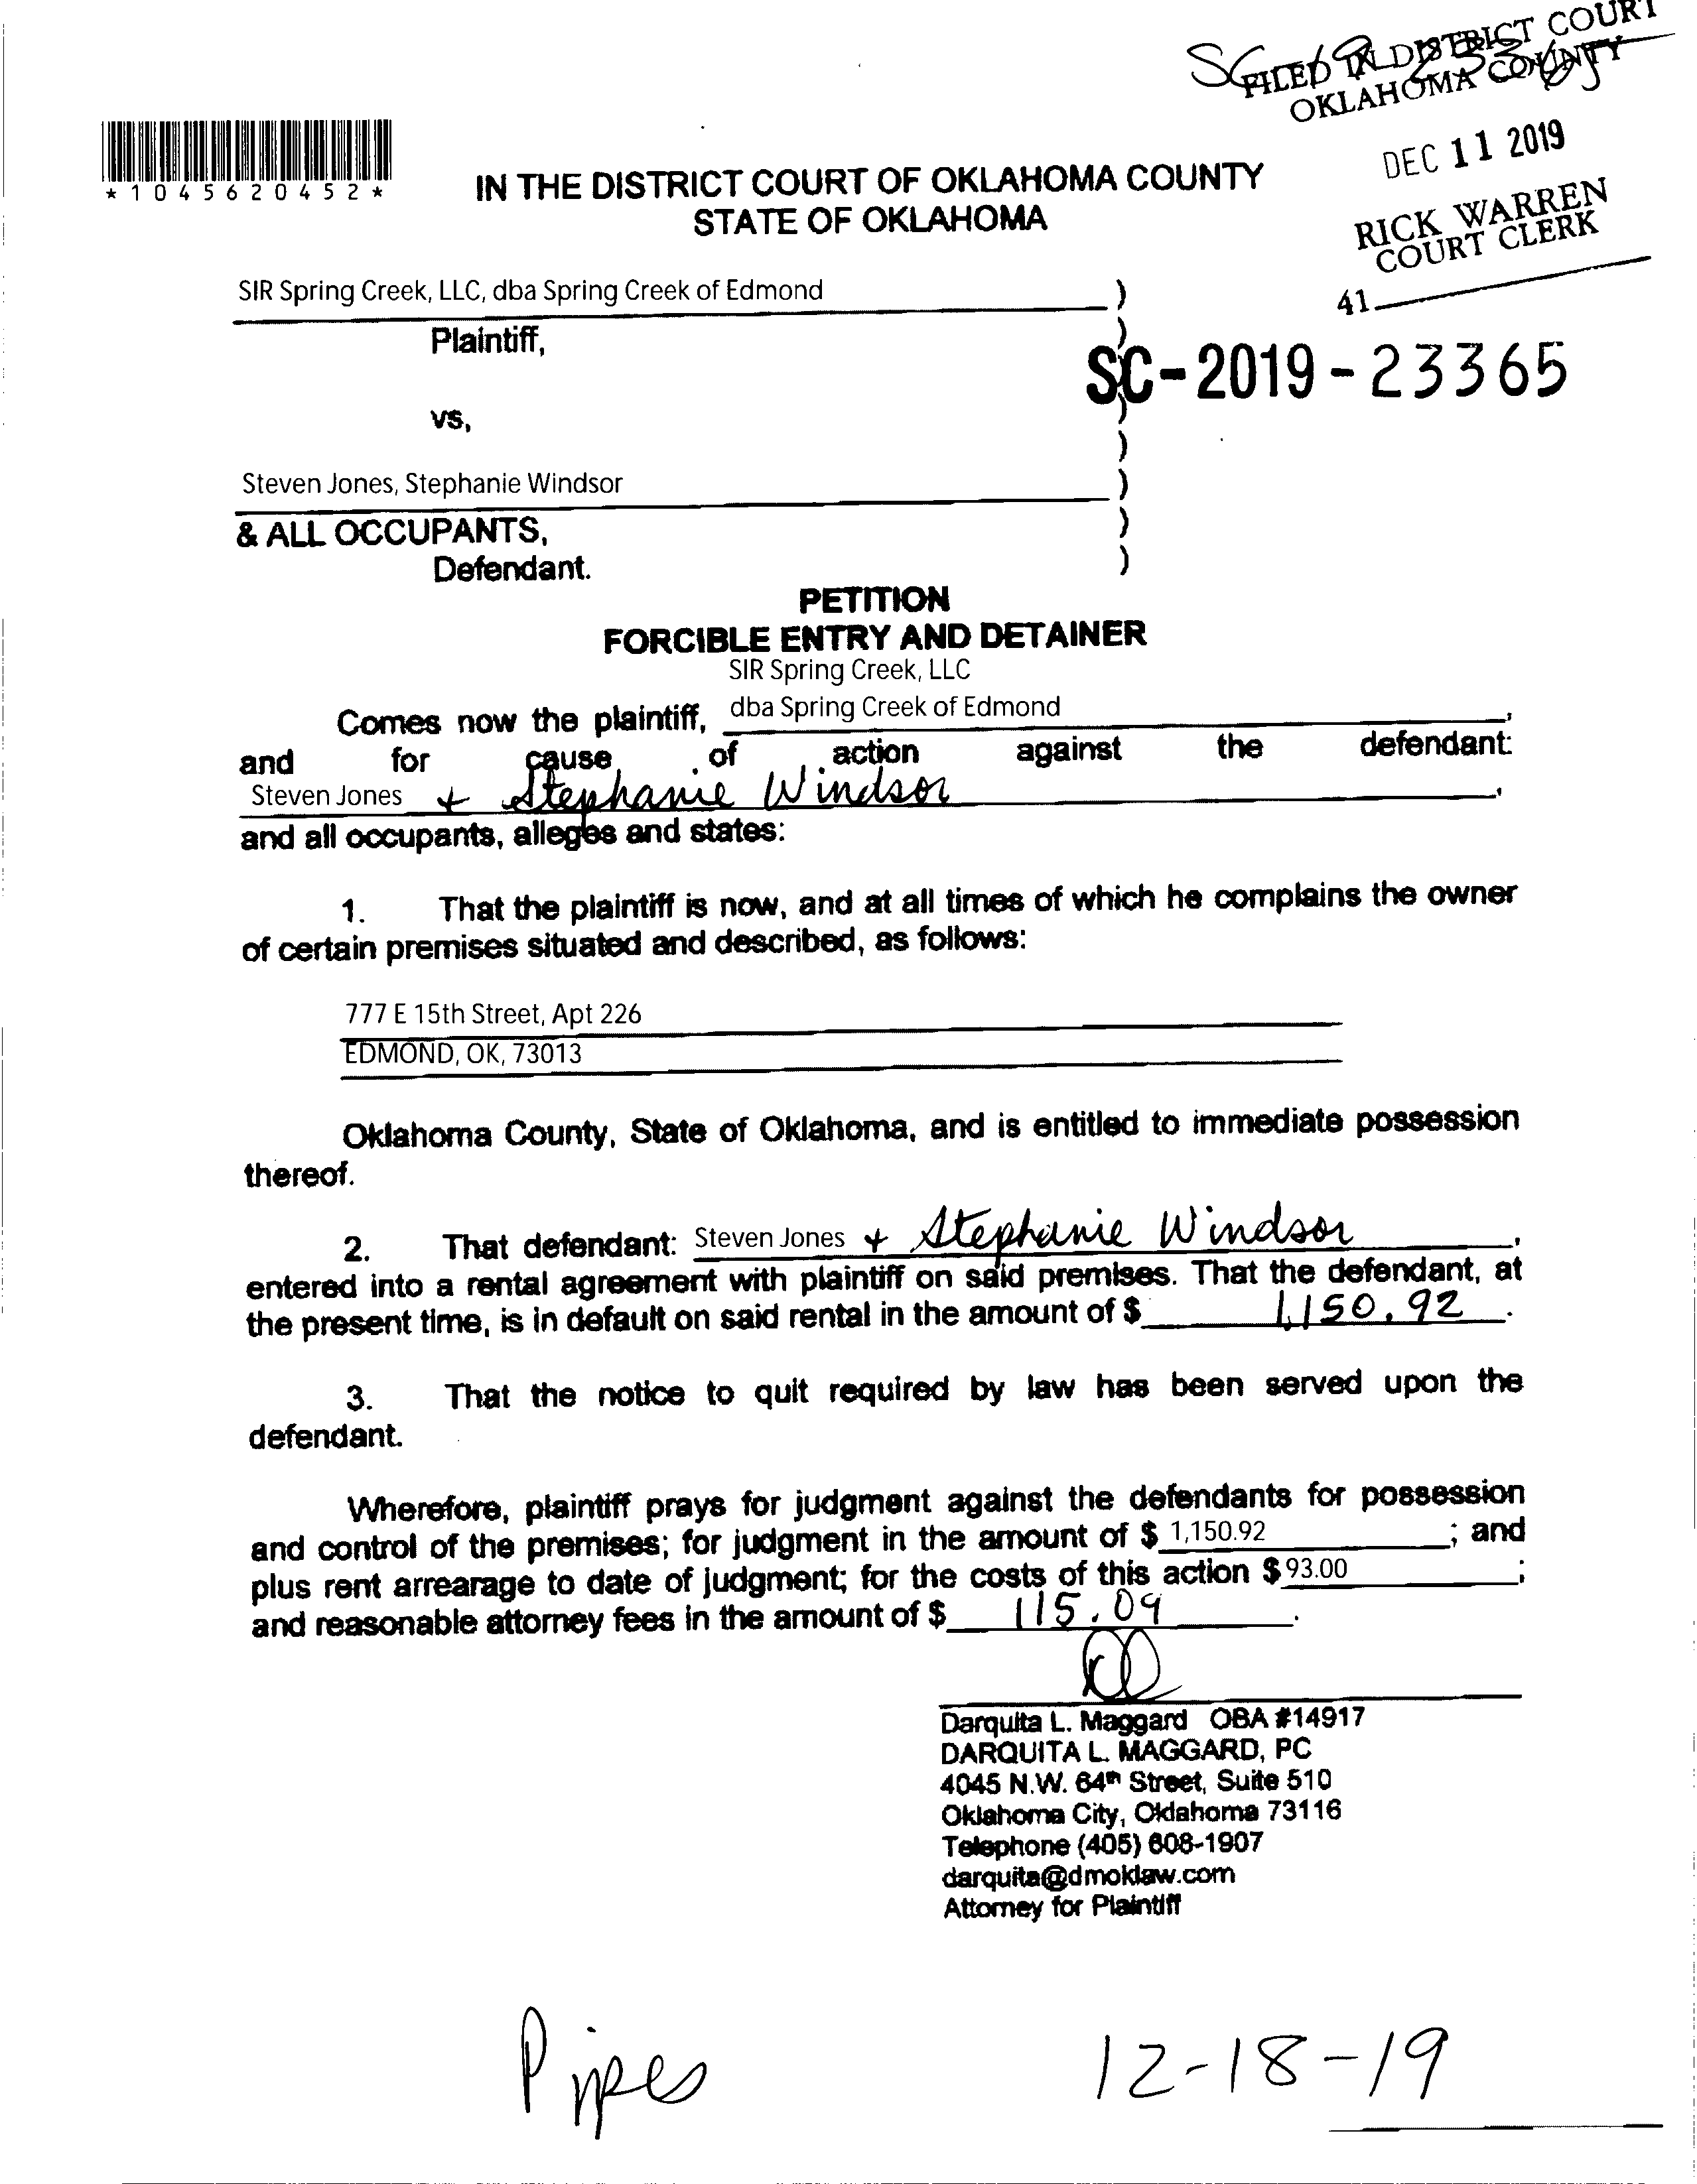 FILED IN DISTRICT COURT
OKLAHOMA COUNTY
DEC 11 2019
RICK WARREN
COURT CLERK
41
*1045620452*
IN THE DISTRICT COURT OF OKLAHOMA COUNTY
STATE OF OKLAHOMA
SIR Spring Creek, LLC, dba Spring Creek of Edmond )
Plaintiff, )
SC-2019-23365
vs, )
)
Steven Jones, Stephanie Windsor )
& ALL OCCUPANTS, )
Defendant. )
PETITION
FORCIBLE ENTRY AND DETAINER
SIR Spring Creek, LLC
Comes now the plaintiff, dba Spring Creek of Edmond,
and for cause of action against the defendant:
Steven Jones + Stephanie Windsor,
and all occupants, alleges and states:
1. That the plaintiff is now, and at all times of which he complains the owner
of certain premises situated and described, as follows:
777 E 15th Street, Apt 226
EDMOND, OK, 73013
Oklahoma County, State of Oklahoma, and is entitled to immediate possession
thereof.
2. That defendant: Steven Jones + Stephanie Windsor,
entered into a rental agreement with plaintiff on said premises. That the defendant, at
the present time, is in default on said rental in the amount of $ 1,150.92.
3. That the notice to quit required by law has been served upon the
defendant.
Wherefore, plaintiff prays for judgment against the defendants for possession
and control of the premises; for judgment in the amount of $ 1,150.92; and
plus rent arrearage to date of judgment; for the costs of this action $ 93.00;
and reasonable attorney fees in the amount of $ 115.09.
Darquita L. Maggard OBA #14917
DARQUITA L. MAGGARD, PC
4045 N.W. 64th Street, Suite 510
Oklahoma City, Oklahoma 73116
Telephone (405) 608-1907
darquita@dmoklaw.com
Attorney for Plaintiff
Pipes 12-18-19